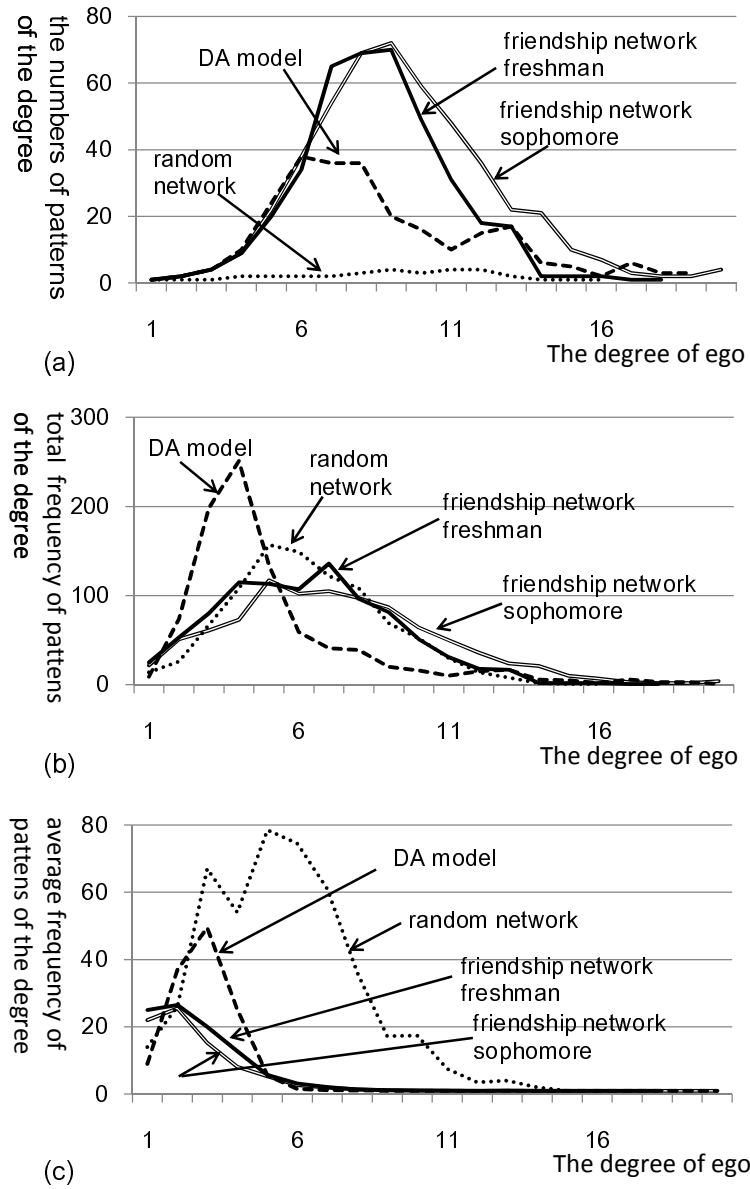 the numbers of patterns
of the degree
80
60
40
20
0
DA model
random
network
friendship network
freshman
friendship network
sophomore
1
6
11
16
The degree of ego
(a)
total frequency of pattens
of the degree
300
200
100
0
DA model
random
network
friendship network
freshman
friendship network
sophomore
1
6
11
16
The degree of ego
(b)
average frequency of
pattens of the degree
80
60
40
20
0
DA model
random network
friendship network
freshman
friendship network
sophomore
1
6
11
16
The degree of ego
(c)